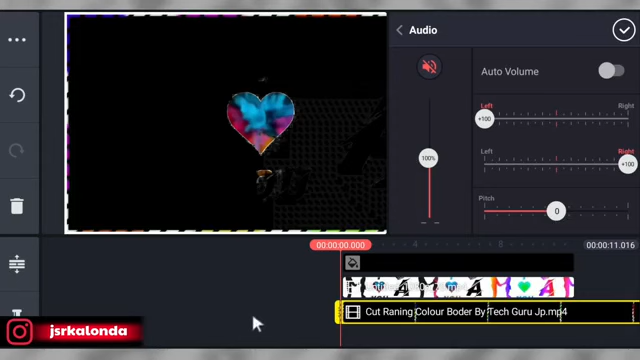 Audio
Auto Volume
Left
Right
+100
Left
Right
+100
100%
Pitch
0
00:00:00.000
4
8
00:00:11.016
Cut Raning Colour Boder By Tech Guru Jp.mp4
jsrkalonda